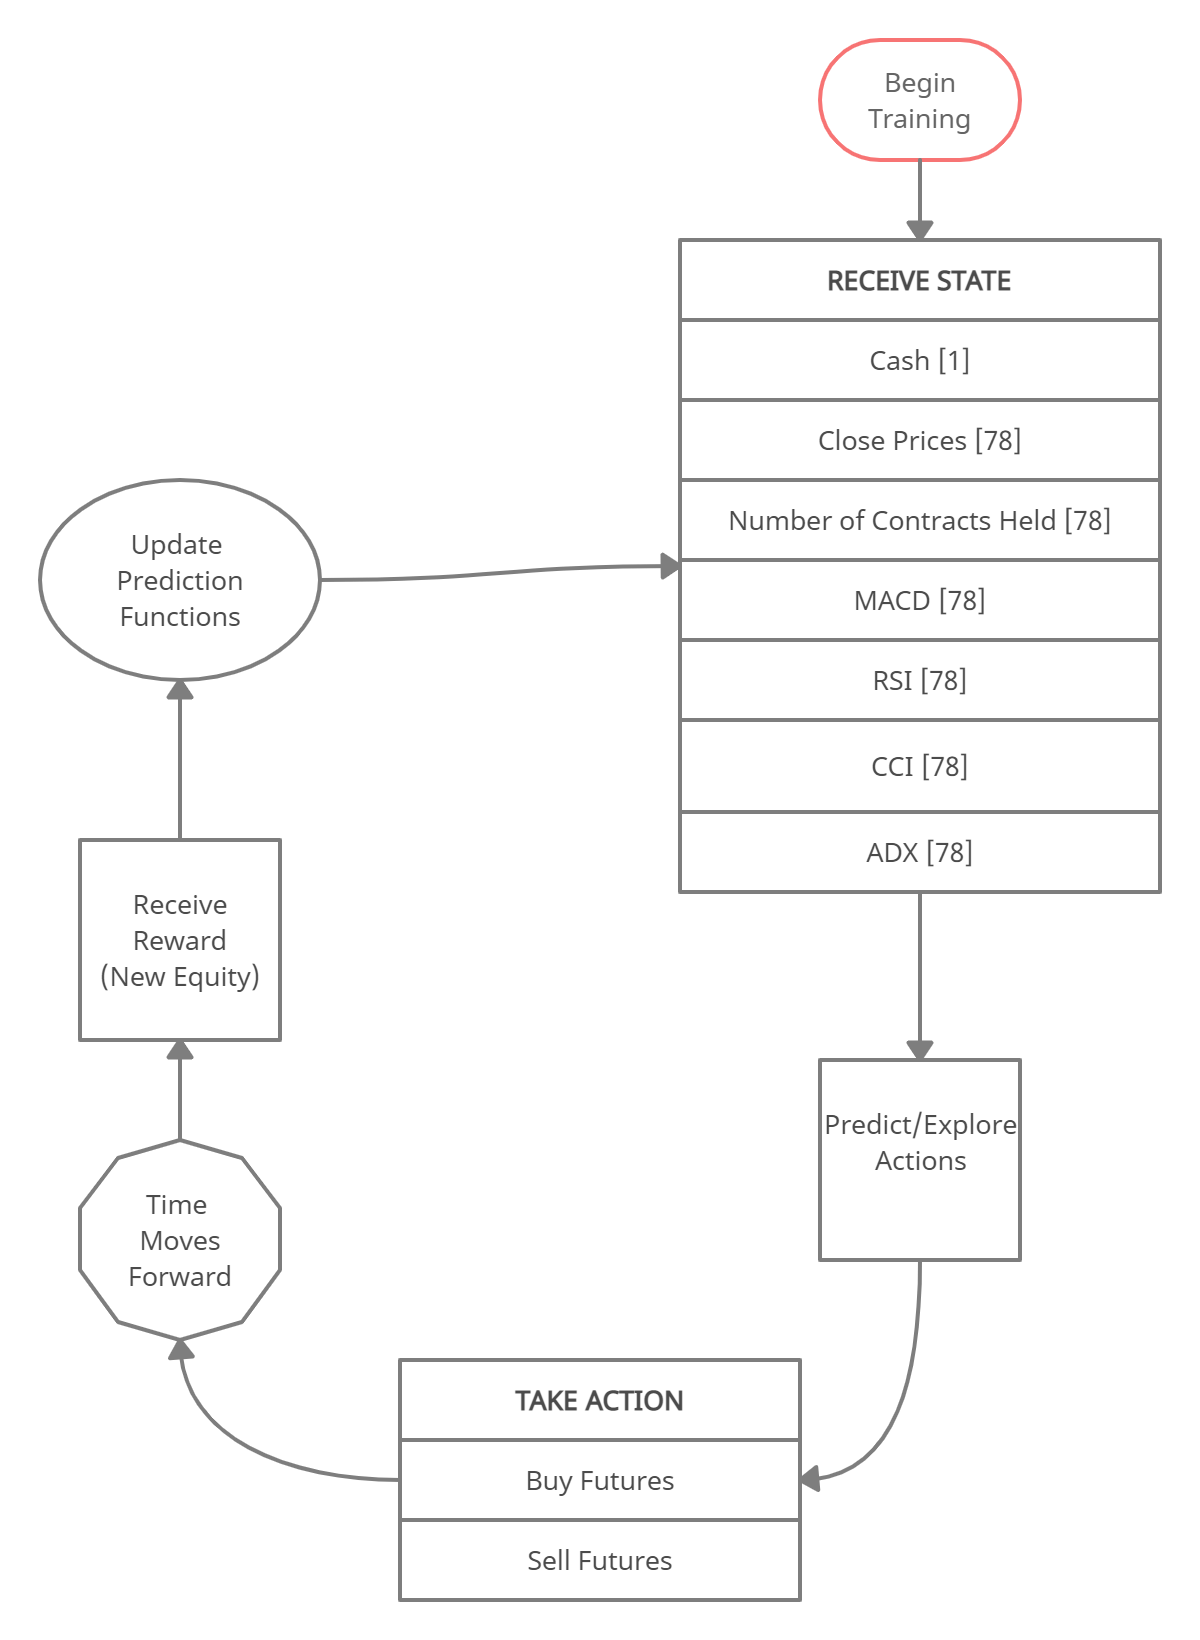 Begin
Training
RECEIVE STATE
Cash [1]
Close Prices [78]
Number of Contracts Held [78]
MACD [78]
RSI [78]
CCI [78]
ADX [78]
Predict/Explore
Actions
TAKE ACTION
Buy Futures
Sell Futures
Time
Moves
Forward
Receive
Reward
(New Equity)
Update
Prediction
Functions